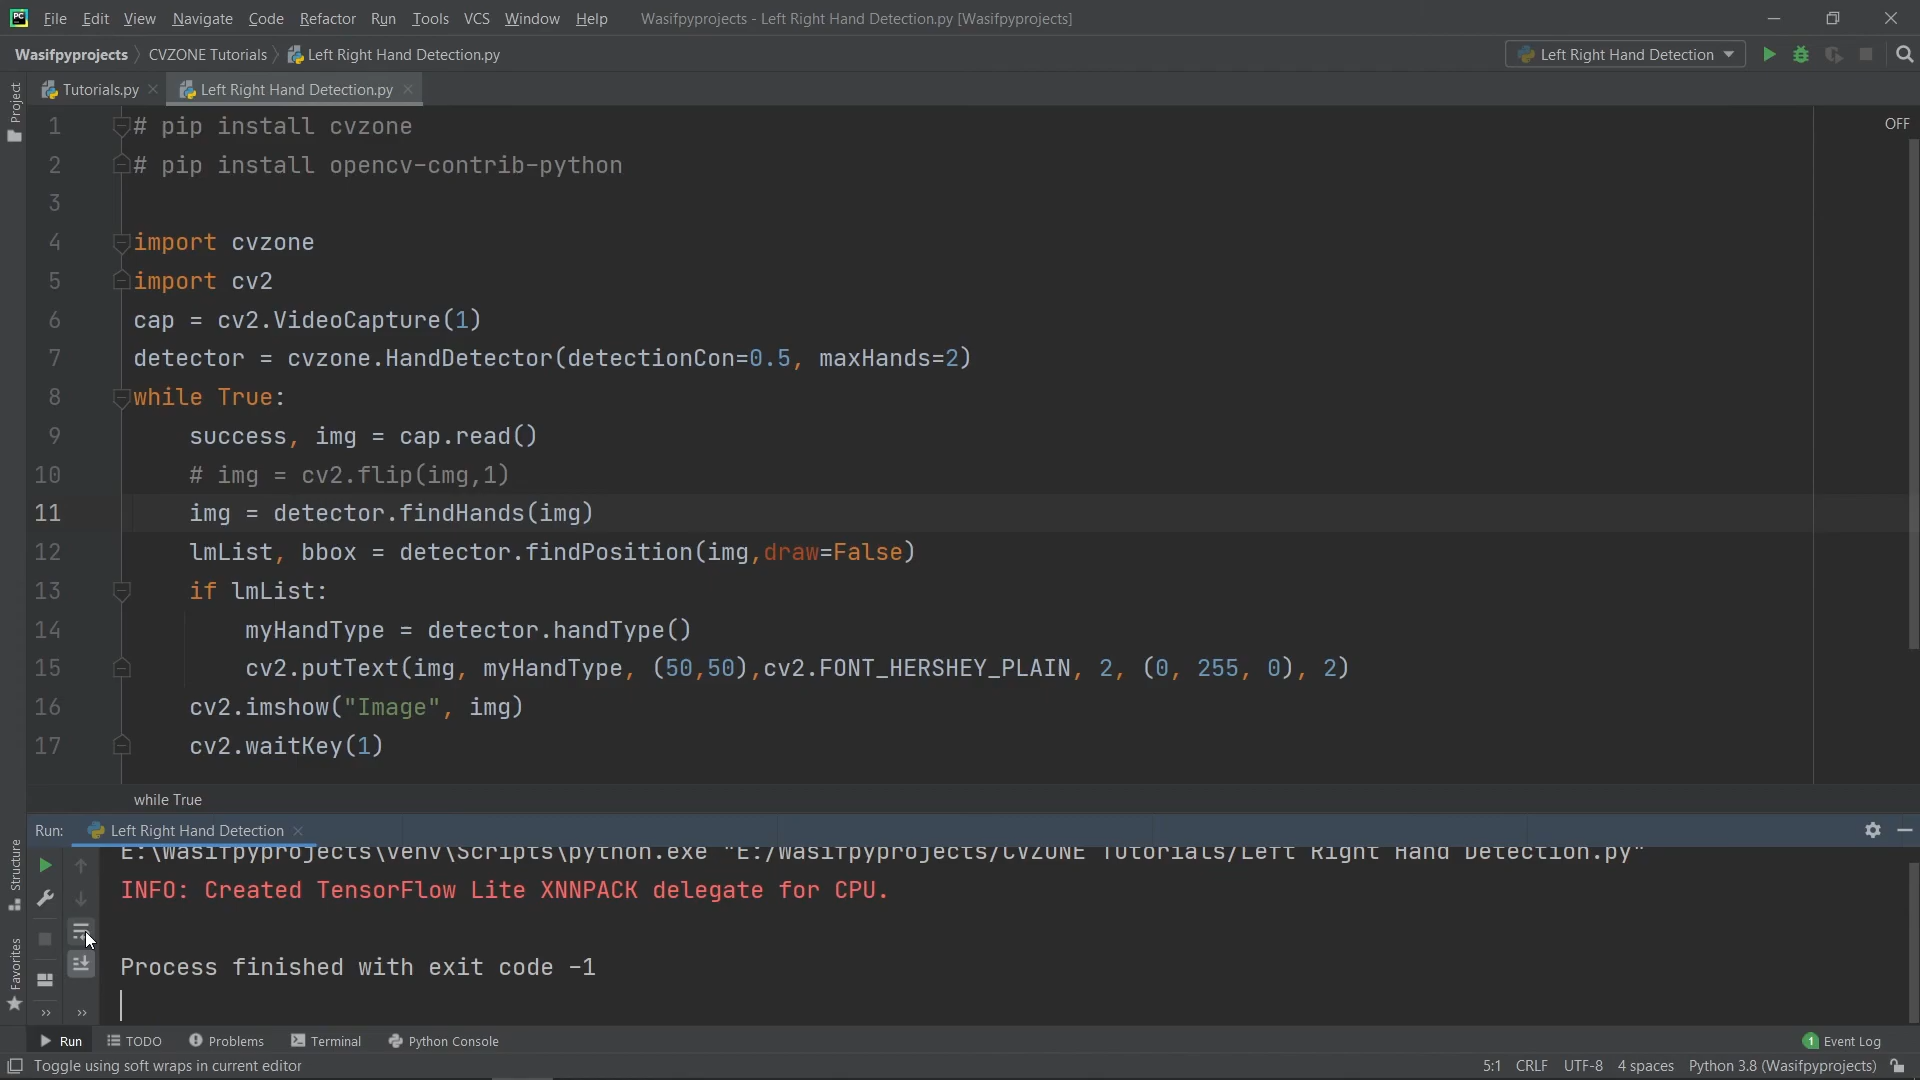 File Edit View Navigate Code Refactor Run Tools VCS Window Help Wasifpyprojects - Left Right Hand Detection.py [Wasifpyprojects]
Wasifpyprojects CVZONE Tutorials Left Right Hand Detection.py Left Right Hand Detection
Project
Tutorials.py Left Right Hand Detection.py
OFF
1 # pip install cvzone
2 # pip install opencv-contrib-python
3
4 import cvzone
5 import cv2
6 cap = cv2.VideoCapture(1)
7 detector = cvzone.HandDetector(detectionCon=0.5, maxHands=2)
8 while True:
9 success, img = cap.read()
10 # img = cv2.flip(img,1)
11 img = detector.findHands(img)
12 lmList, bbox = detector.findPosition(img,draw=False)
13 if lmList:
14 myHandType = detector.handType()
15 cv2.putText(img, myHandType, (50,50),cv2.FONT_HERSHEY_PLAIN, 2, (0, 255, 0), 2)
16 cv2.imshow("Image", img)
17 cv2.waitKey(1)
while True
Run: Left Right Hand Detection
Structure
Favorites
E:\Wasifpyprojects\venv\Scripts\python.exe "E:/Wasifpyprojects/CVZONE Tutorials/Left Right Hand Detection.py"
INFO: Created TensorFlow Lite XNNPACK delegate for CPU.
Process finished with exit code -1
Run TODO Problems Terminal Python Console 1 Event Log
Toggle using soft wraps in current editor 5:1 CRLF UTF-8 4 spaces Python 3.8 (Wasifpyprojects)